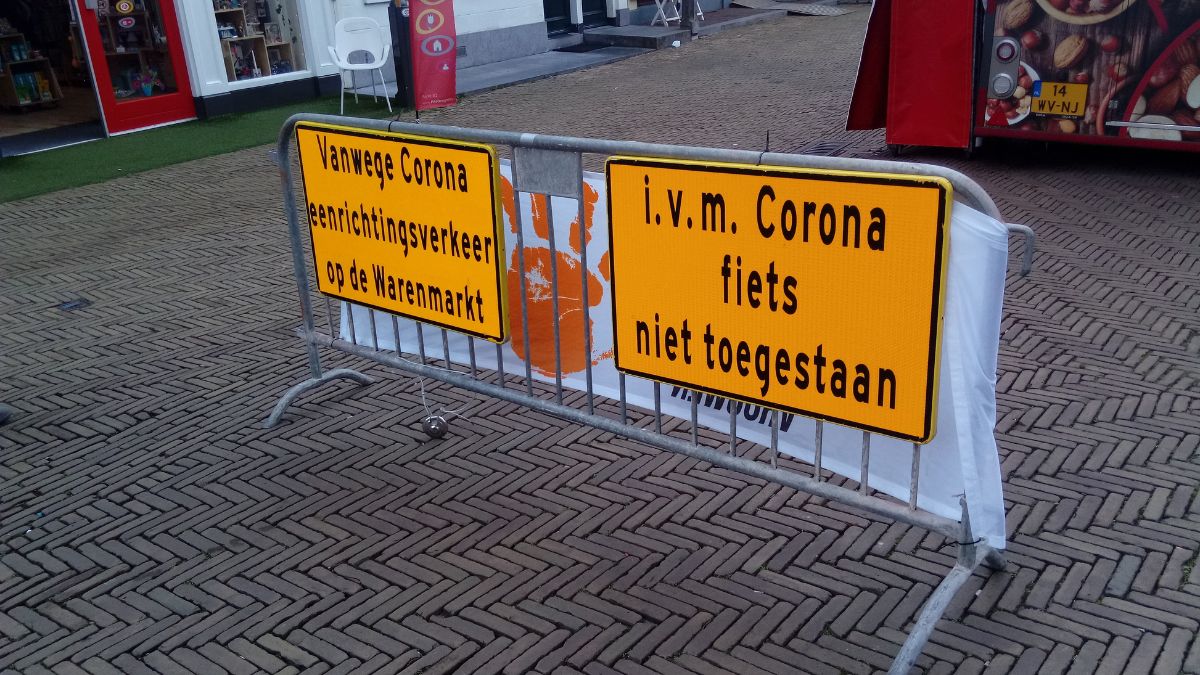 Vanwege Corona
eenrichtingsverkeer
op de Warenmarkt
i.v.m. Corona
fiets
niet toegestaan
14
WV-NJ